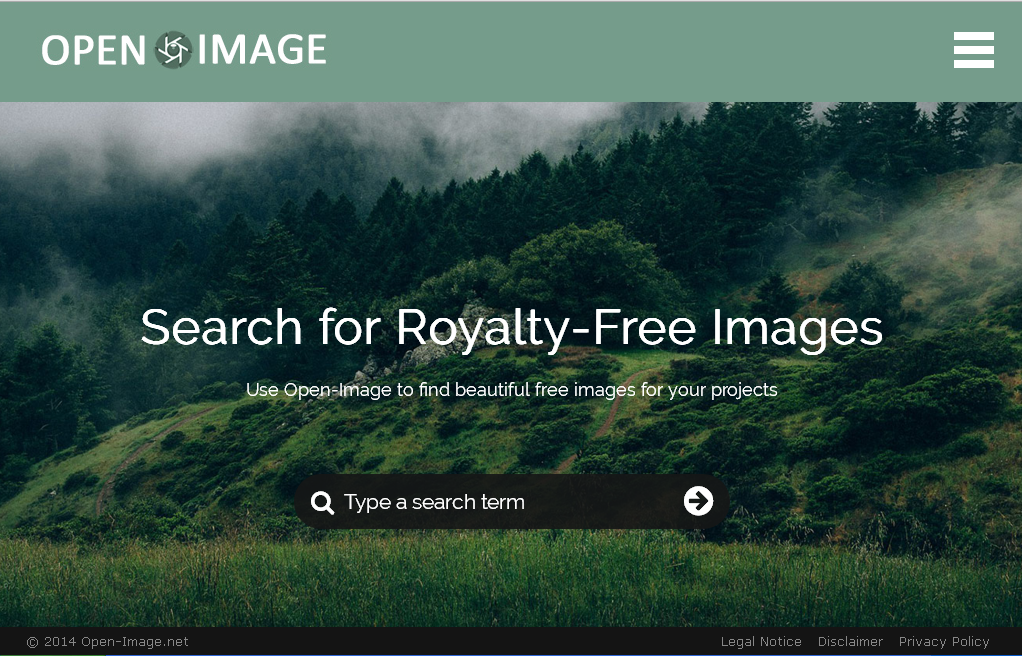 OPEN IMAGE
Search for Royalty-Free Images
Use Open-Image to find beautiful free images for your projects
Type a search term
© 2014 Open-Image.net Legal Notice Disclaimer Privacy Policy